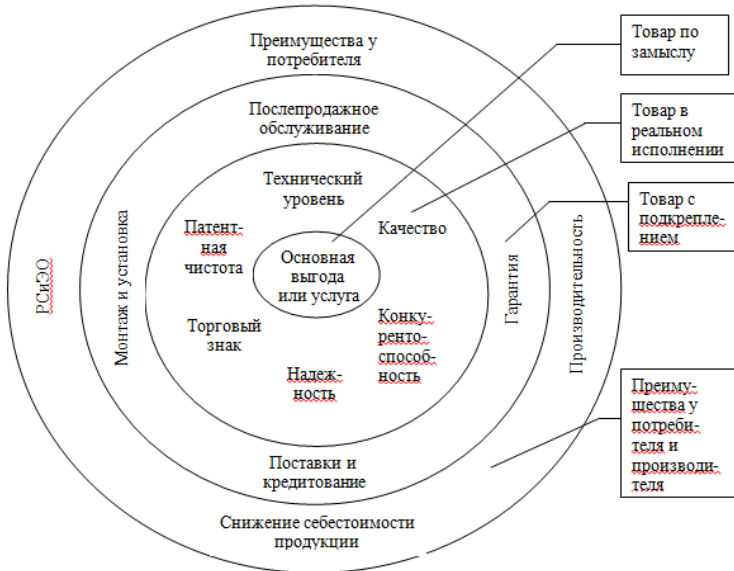 Преимущества у
потребителя
Послепродажное
обслуживание
Технический
уровень
Качество
Патент-
ная
чистота
Основная
выгода
или услуга
Торговый
знак
Конку-
ренто-
способ-
ность
Надеж-
ность
РСиЭО
Монтаж и установка
Гарантия
Производительность
Поставки и
кредитование
Снижение себестоимости
продукции
Товар по
замыслу
Товар в
реальном
исполнении
Товар с
подкрепле-
нием
Преиму-
щества у
потреби-
теля и
производи-
теля